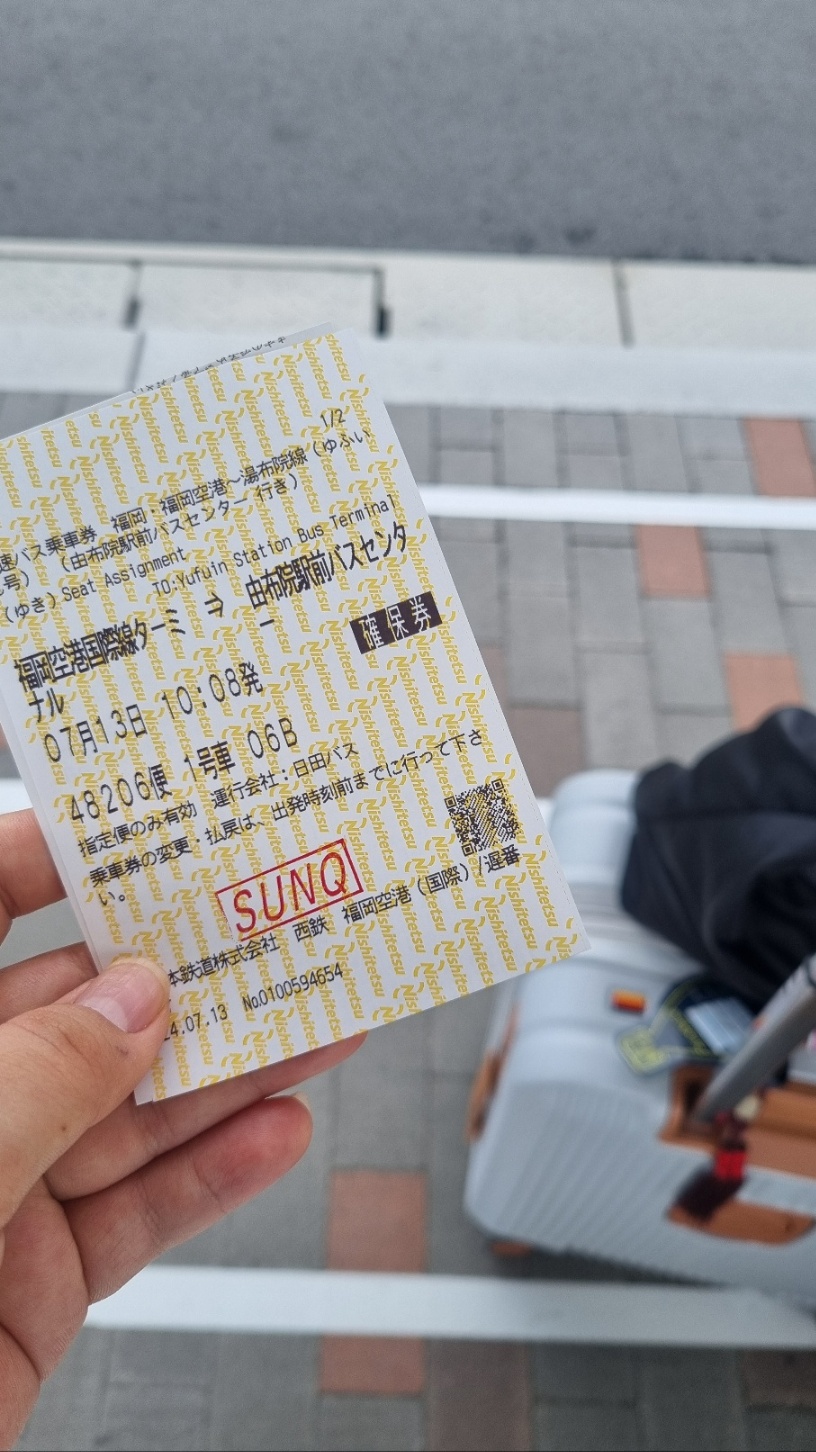 1/2
速バス乗車券 福岡・福岡空港～湯布院線(ゆふい
号) (由布院駅前バスセンター 行き)
(ゆき)Seat Assignment
TO:Yufuin Station Bus Terminal
福岡空港国際線ターミ ⇒ 由布院駅前バスセンタ
ナル ー
確保券
07月13日 10:08発
48206便 1号車 06B
指定便のみ有効 運行会社:日田バス
乗車券の変更・払戻は、出発時刻前までに行って下さ
い。
SUNQ
本鉄道株式会社 西鉄 福岡空港(国際)/遅番
4.07.13 No0100594654
Nishitetsu